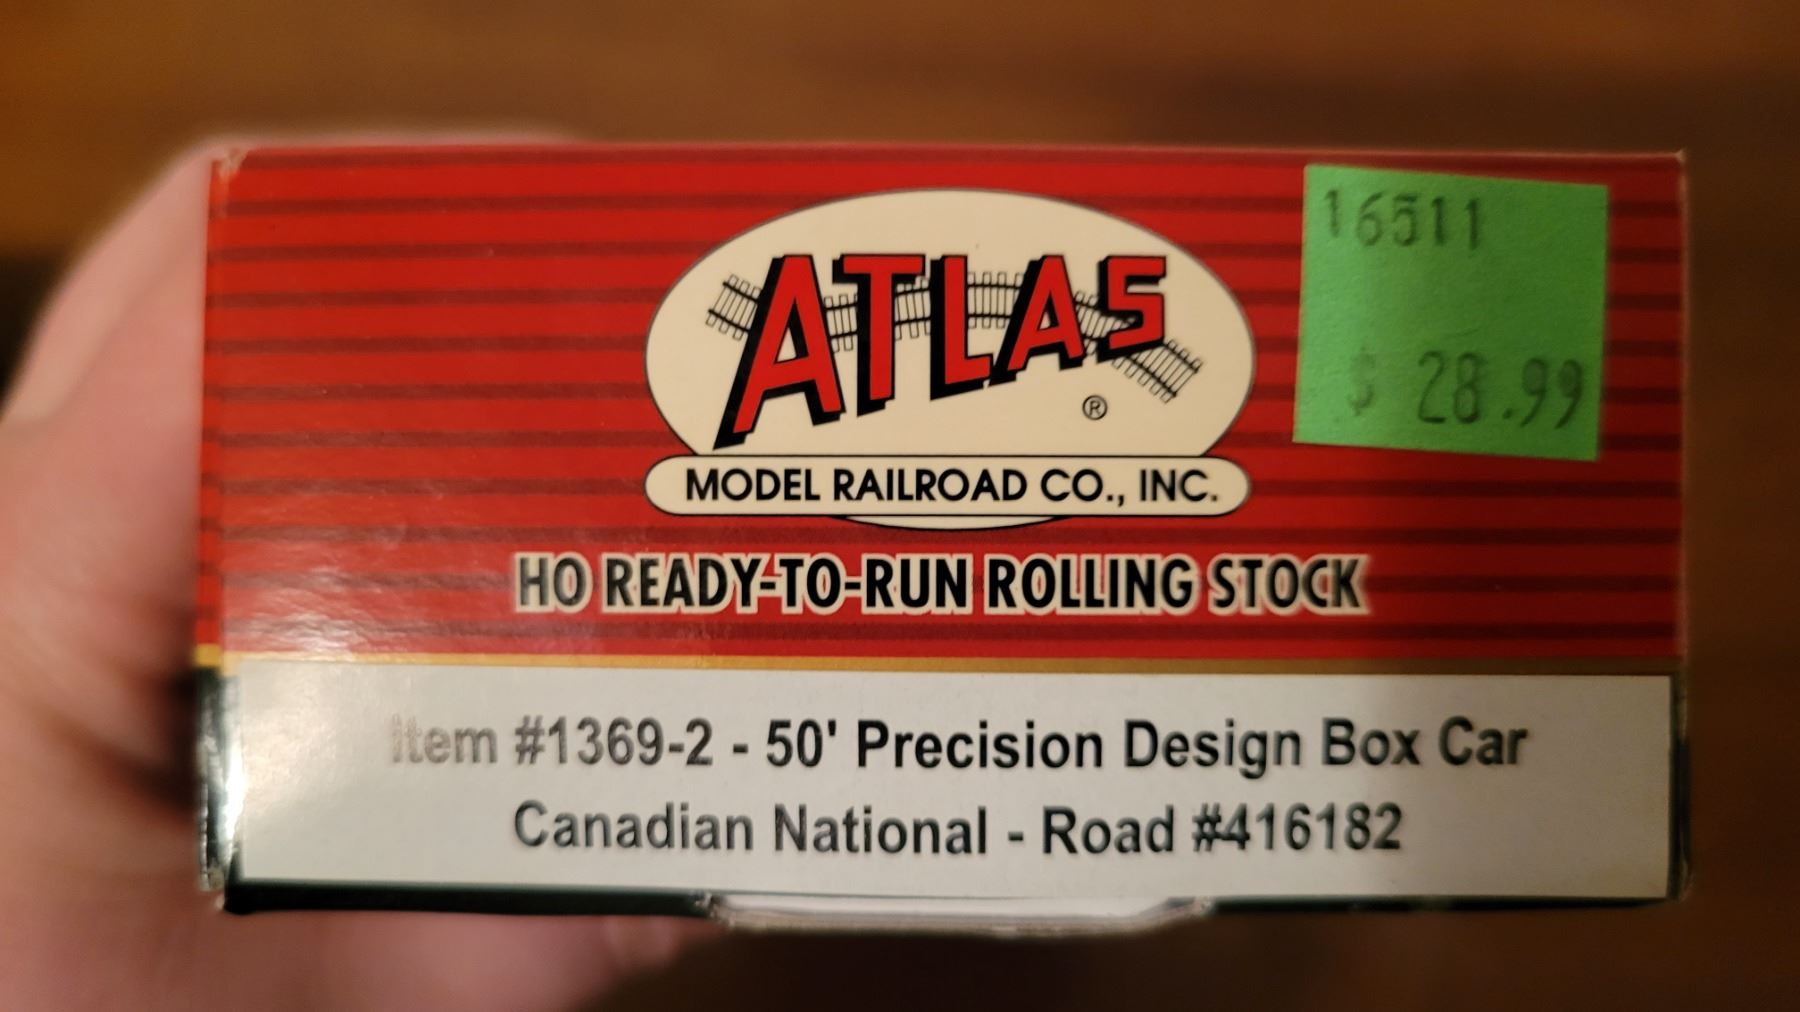 16511
$ 28.99
ATLAS
®
MODEL RAILROAD CO., INC.
HO READY-TO-RUN ROLLING STOCK
Item #1369-2 - 50' Precision Design Box Car
Canadian National - Road #416182